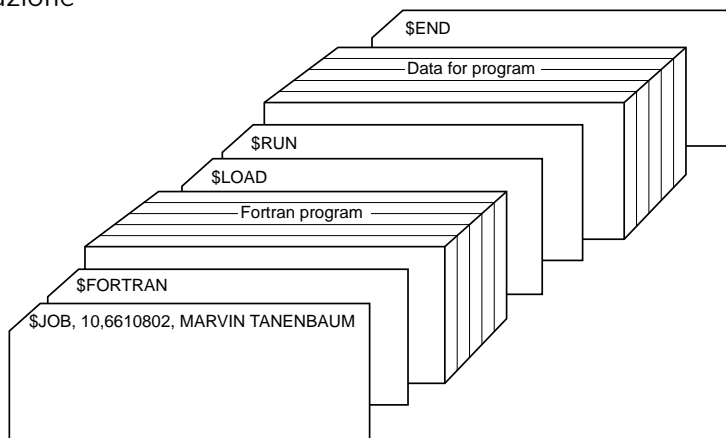 $END
Data for program
$RUN
$LOAD
Fortran program
$FORTRAN
$JOB, 10,6610802, MARVIN TANENBAUM